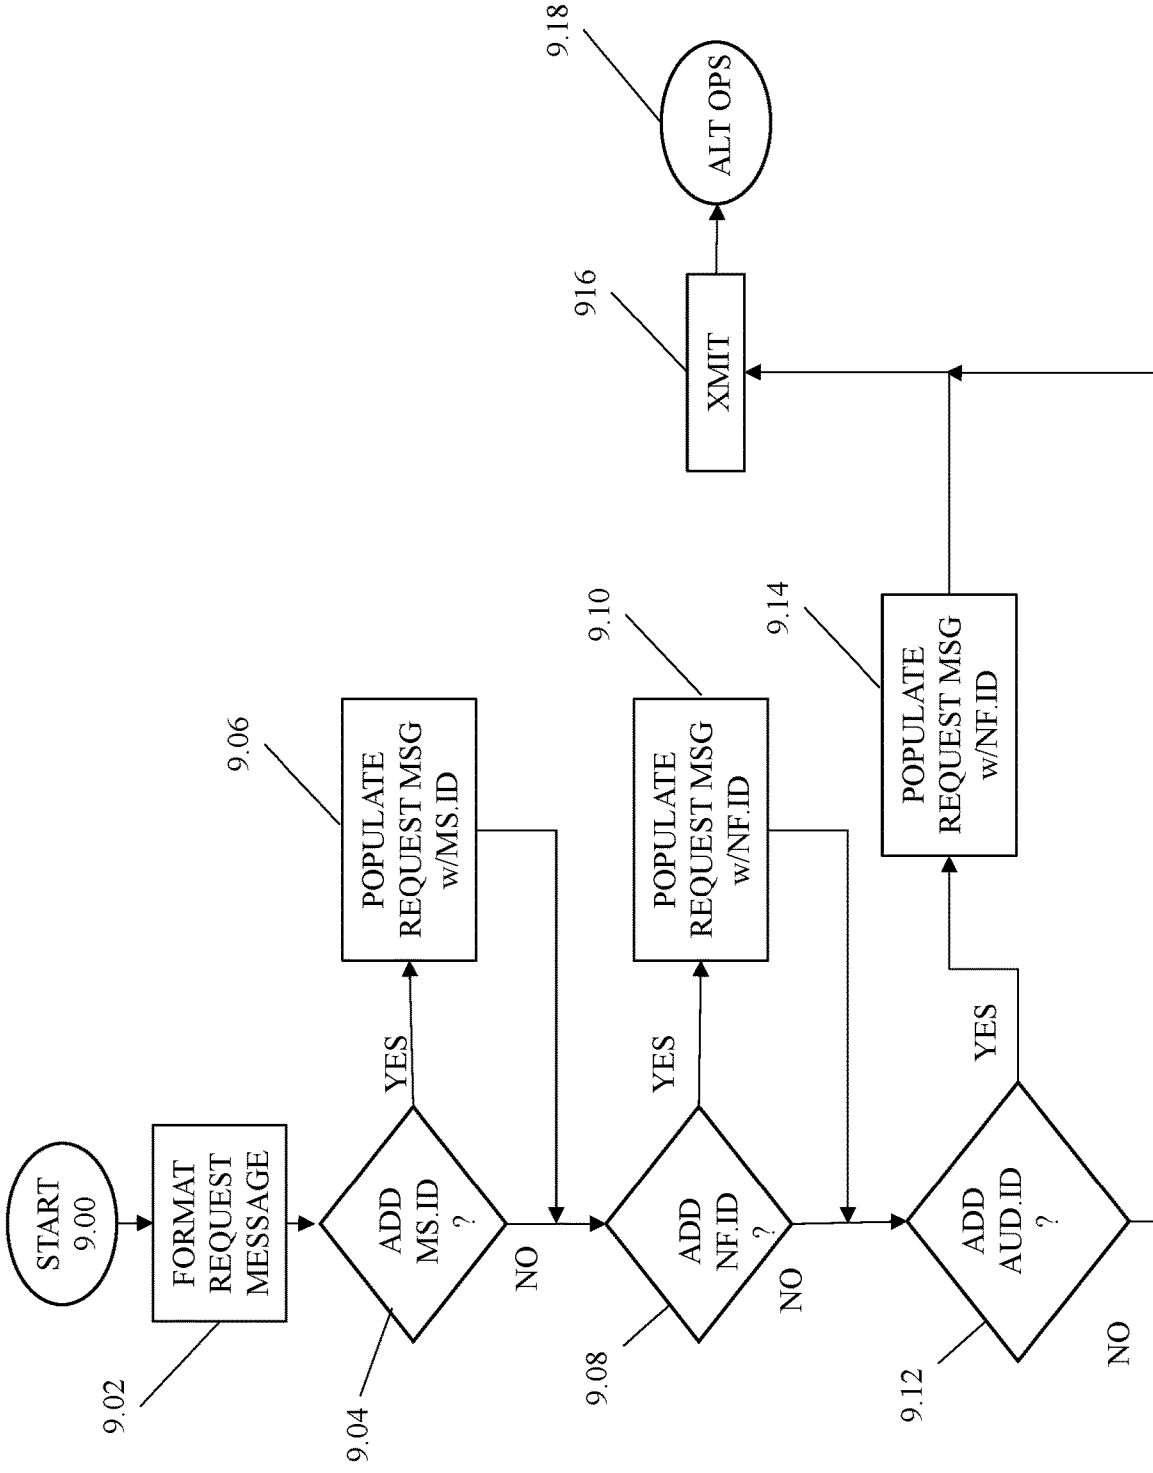 START
9.00
9.02
FORMAT
REQUEST
MESSAGE
9.04
ADD
MS.ID
?
YES
NO
9.06
POPULATE
REQUEST MSG
w/MS.ID
9.08
ADD
NF.ID
?
YES
NO
9.10
POPULATE
REQUEST MSG
w/NF.ID
9.12
ADD
AUD.ID
?
YES
NO
9.14
POPULATE
REQUEST MSG
w/NF.ID
916
XMIT
9.18
ALT OPS